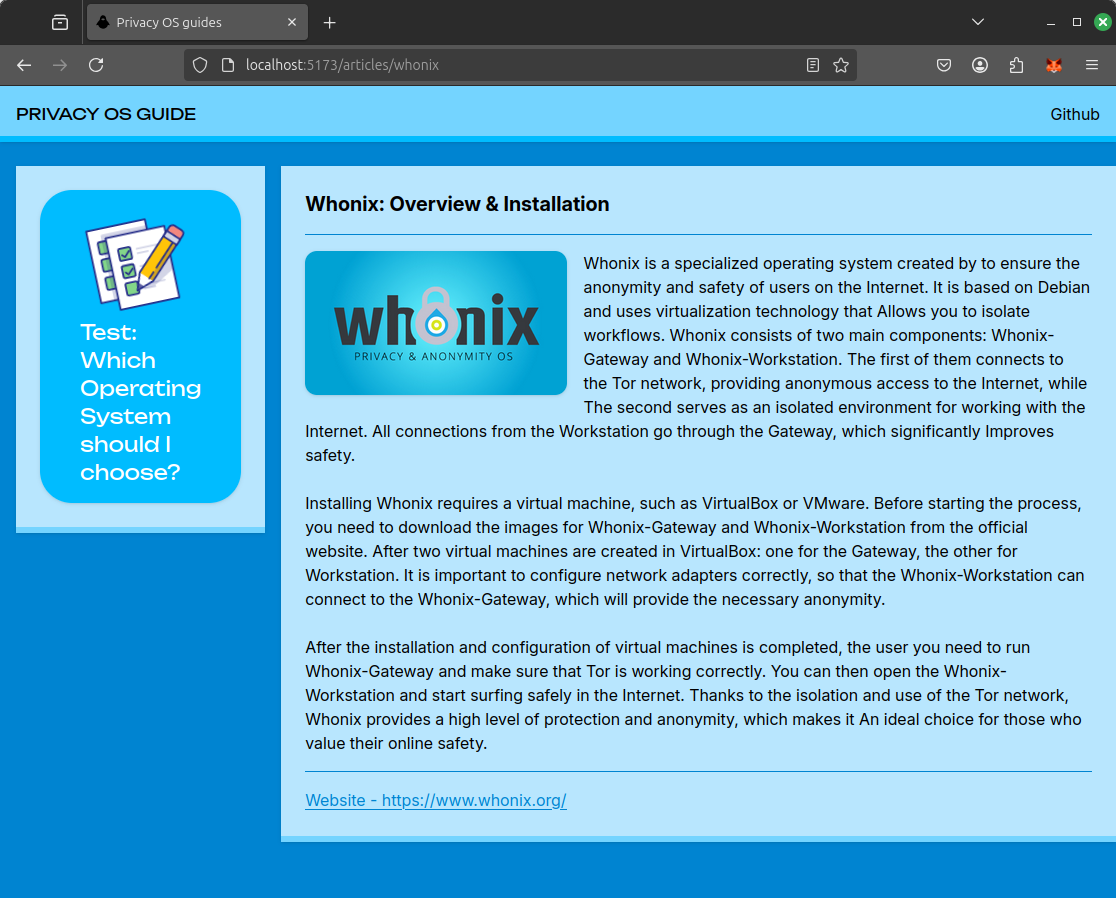 Privacy OS guides
localhost:5173/articles/whonix
PRIVACY OS GUIDE
Github
Test:
Which
Operating
System
should I
choose?
Whonix: Overview & Installation
whonix
PRIVACY & ANONYMITY OS
Whonix is a specialized operating system created by to ensure the
anonymity and safety of users on the Internet. It is based on Debian
and uses virtualization technology that Allows you to isolate
workflows. Whonix consists of two main components: Whonix-
Gateway and Whonix-Workstation. The first of them connects to
the Tor network, providing anonymous access to the Internet, while
The second serves as an isolated environment for working with the
Internet. All connections from the Workstation go through the Gateway, which significantly Improves
safety.
Installing Whonix requires a virtual machine, such as VirtualBox or VMware. Before starting the process,
you need to download the images for Whonix-Gateway and Whonix-Workstation from the official
website. After two virtual machines are created in VirtualBox: one for the Gateway, the other for
Workstation. It is important to configure network adapters correctly, so that the Whonix-Workstation can
connect to the Whonix-Gateway, which will provide the necessary anonymity.
After the installation and configuration of virtual machines is completed, the user you need to run
Whonix-Gateway and make sure that Tor is working correctly. You can then open the Whonix-
Workstation and start surfing safely in the Internet. Thanks to the isolation and use of the Tor network,
Whonix provides a high level of protection and anonymity, which makes it An ideal choice for those who
value their online safety.
Website - https://www.whonix.org/